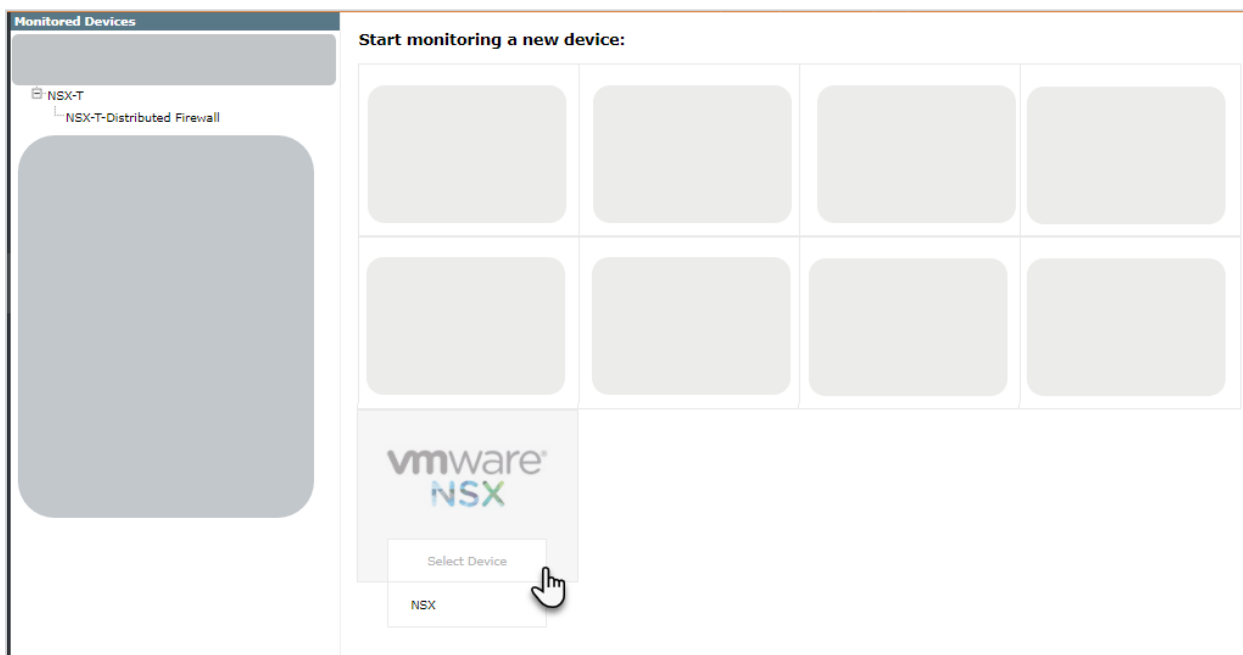 Monitored Devices
NSX-T
NSX-T-Distributed Firewall
Start monitoring a new device:
vmware®
NSX
Select Device
NSX